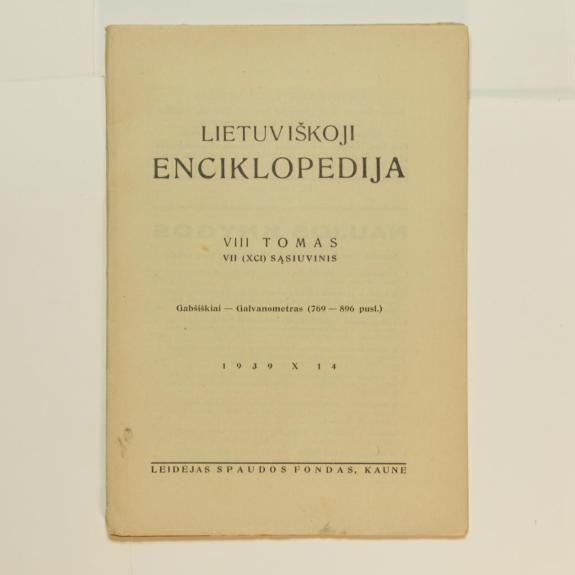 LIETUVIŠKOJI
ENCIKLOPEDIJA
VIII TOMAS
VII (XCI) SĄSIUVINIS
Gabšiškiai — Galvanometras (769 — 896 pusl.)
1939 X 14
LEIDĖJAS SPAUDOS FONDAS, KAUNE